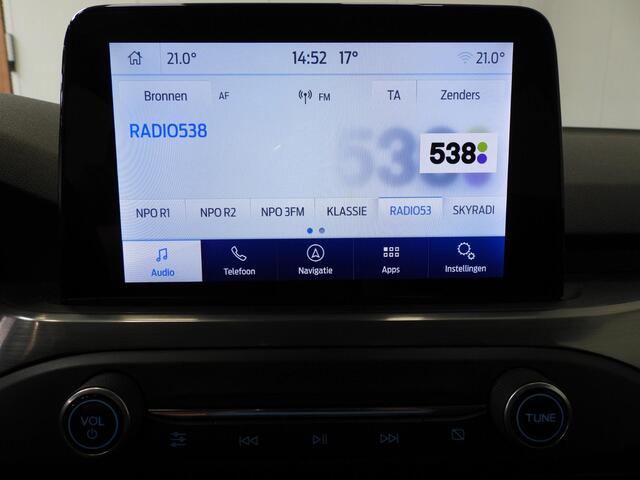 21.0° 14:52 17° 21.0°
Bronnen AF FM TA Zenders
RADIO538
538
538
NPO R1 NPO R2 NPO 3FM KLASSIE RADIO53 SKYRADI
Audio Telefoon Navigatie Apps Instellingen
VOL TUNE